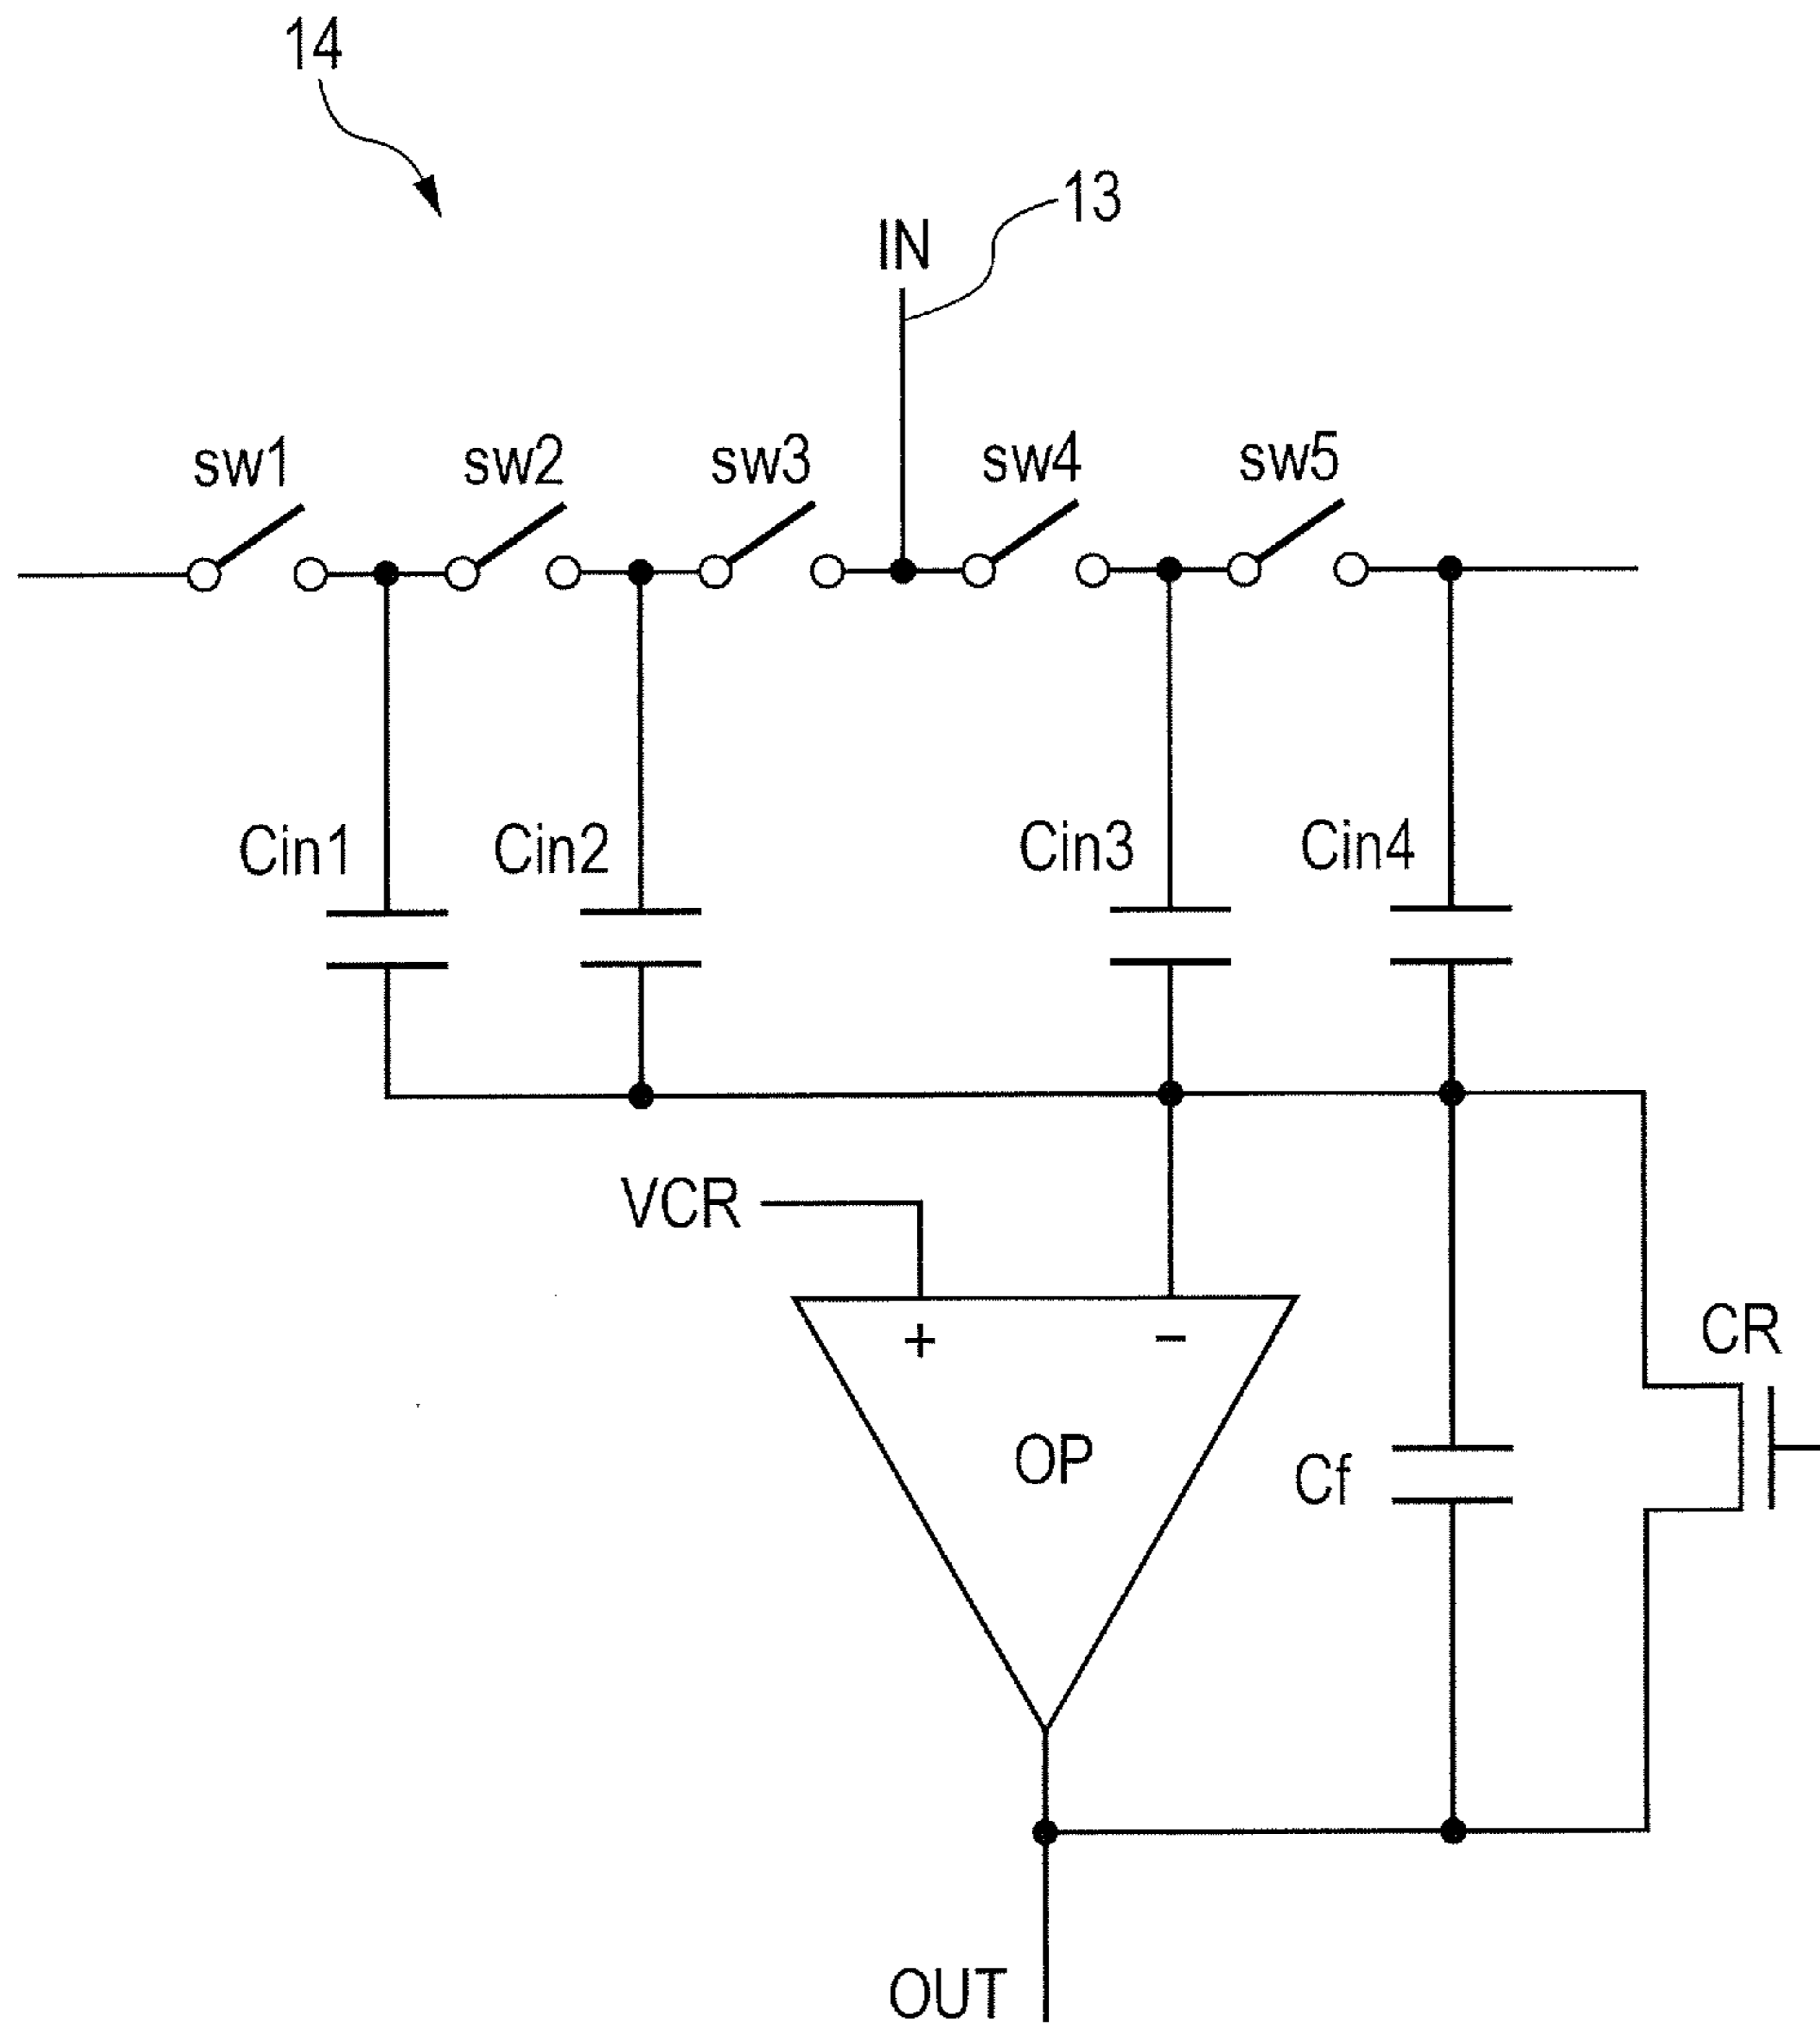 14
13
IN
sw1
sw2
sw3
sw4
sw5
Cin1
Cin2
Cin3
Cin4
VCR
+
−
CR
OP
Cf
OUT